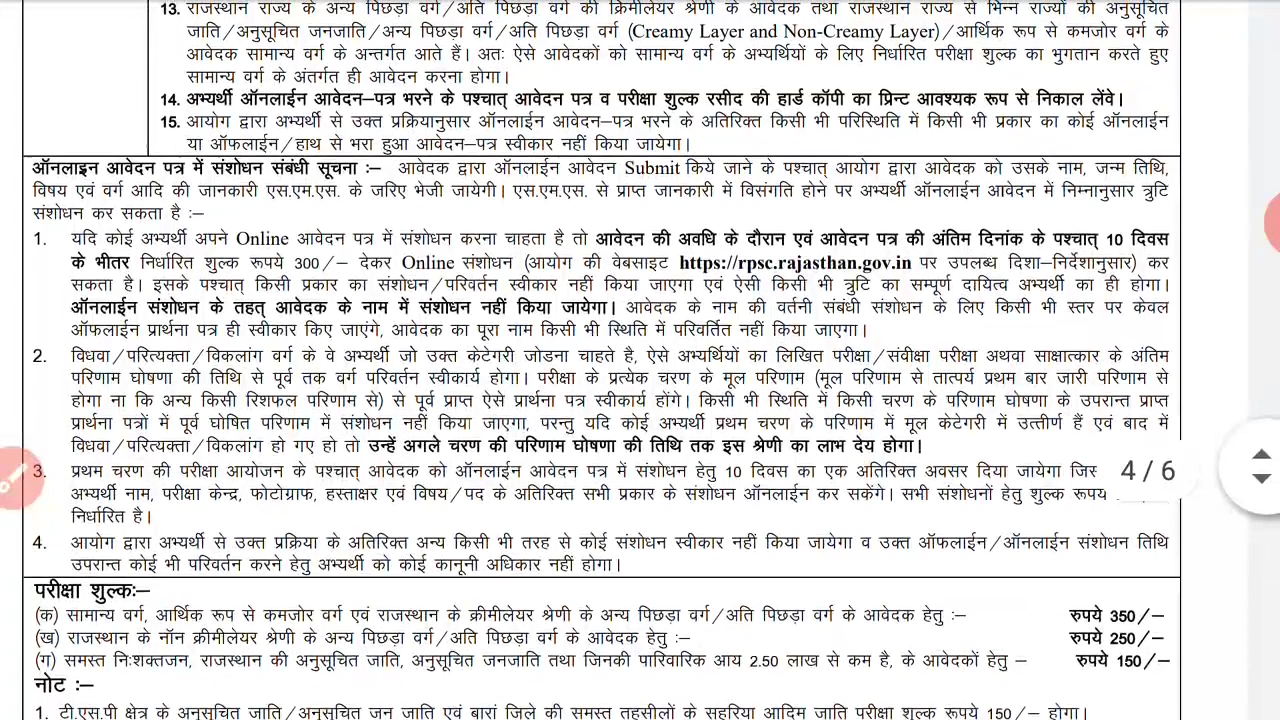 13. राजस्थान राज्य के अन्य पिछड़ा वर्ग/अति पिछड़ा वर्ग की क्रिमीलेयर श्रेणी के आवेदक तथा राजस्थान राज्य से भिन्न राज्यों की अनुसूचित
जाति/अनुसूचित जनजाति/अन्य पिछड़ा वर्ग/अति पिछड़ा वर्ग (Creamy Layer and Non-Creamy Layer)/आर्थिक रूप से कमजोर वर्ग के
आवेदक सामान्य वर्ग के अन्तर्गत आते हैं। अतः ऐसे आवेदकों को सामान्य वर्ग के अभ्यर्थियों के लिए निर्धारित परीक्षा शुल्क का भुगतान करते हुए
सामान्य वर्ग के अंतर्गत ही आवेदन करना होगा।
14. अभ्यर्थी ऑनलाईन आवेदन–पत्र भरने के पश्चात् आवेदन पत्र व परीक्षा शुल्क रसीद की हार्ड कॉपी का प्रिन्ट आवश्यक रूप से निकाल लेंवे।
15. आयोग द्वारा अभ्यर्थी से उक्त प्रक्रियानुसार ऑनलाईन आवेदन–पत्र भरने के अतिरिक्त किसी भी परिस्थिति में किसी भी प्रकार का कोई ऑनलाईन
या ऑफलाईन/हाथ से भरा हुआ आवेदन–पत्र स्वीकार नहीं किया जायेगा।
ऑनलाइन आवेदन पत्र में संशोधन संबंधी सूचना :– आवेदक द्वारा ऑनलाईन आवेदन Submit किये जाने के पश्चात् आयोग द्वारा आवेदक को उसके नाम, जन्म तिथि,
विषय एवं वर्ग आदि की जानकारी एस.एम.एस. के जरिए भेजी जायेगी। एस.एम.एस. से प्राप्त जानकारी में विसंगति होने पर अभ्यर्थी ऑनलाईन आवेदन में निम्नानुसार त्रुटि
संशोधन कर सकता है :–
1. यदि कोई अभ्यर्थी अपने Online आवेदन पत्र में संशोधन करना चाहता है तो आवेदन की अवधि के दौरान एवं आवेदन पत्र की अंतिम दिनांक के पश्चात् 10 दिवस
के भीतर निर्धारित शुल्क रूपये 300/– देकर Online संशोधन (आयोग की वेबसाइट https://rpsc.rajasthan.gov.in पर उपलब्ध दिशा–निर्देशानुसार) कर
सकता है। इसके पश्चात् किसी प्रकार का संशोधन/परिवर्तन स्वीकार नहीं किया जाएगा एवं ऐसी किसी भी त्रुटि का सम्पूर्ण दायित्व अभ्यर्थी का ही होगा।
ऑनलाईन संशोधन के तहत् आवेदक के नाम में संशोधन नहीं किया जायेगा। आवेदक के नाम की वर्तनी संबंधी संशोधन के लिए किसी भी स्तर पर केवल
ऑफलाईन प्रार्थना पत्र ही स्वीकार किए जाएंगे, आवेदक का पूरा नाम किसी भी स्थिति में परिवर्तित नहीं किया जाएगा।
2. विधवा/परित्यक्ता/विकलांग वर्ग के वे अभ्यर्थी जो उक्त केटेगरी जोडना चाहते है, ऐसे अभ्यर्थियों का लिखित परीक्षा/संवीक्षा परीक्षा अथवा साक्षात्कार के अंतिम
परिणाम घोषणा की तिथि से पूर्व तक वर्ग परिवर्तन स्वीकार्य होगा। परीक्षा के प्रत्येक चरण के मूल परिणाम (मूल परिणाम से तात्पर्य प्रथम बार जारी परिणाम से
होगा ना कि अन्य किसी रिशफल परिणाम से) से पूर्व प्राप्त ऐसे प्रार्थना पत्र स्वीकार्य होंगे। किसी भी स्थिति में किसी चरण के परिणाम घोषणा के उपरान्त प्राप्त
प्रार्थना पत्रों में पूर्व घोषित परिणाम में संशोधन नहीं किया जाएगा, परन्तु यदि कोई अभ्यर्थी प्रथम चरण के परिणाम में मूल केटेगरी में उत्तीर्ण हैं एवं बाद में
विधवा/परित्यक्ता/विकलांग हो गए हो तो उन्हें अगले चरण की परिणाम घोषणा की तिथि तक इस श्रेणी का लाभ देय होगा।
3. प्रथम चरण की परीक्षा आयोजन के पश्चात् आवेदक को ऑनलाईन आवेदन पत्र में संशोधन हेतु 10 दिवस का एक अतिरिक्त अवसर दिया जायेगा जिस
4 / 6
अभ्यर्थी नाम, परीक्षा केन्द्र, फोटोग्राफ, हस्ताक्षर एवं विषय/पद के अतिरिक्त सभी प्रकार के संशोधन ऑनलाईन कर सकेंगे। सभी संशोधनों हेतु शुल्क रूपय
निर्धारित है।
4. आयोग द्वारा अभ्यर्थी से उक्त प्रक्रिया के अतिरिक्त अन्य किसी भी तरह से कोई संशोधन स्वीकार नहीं किया जायेगा व उक्त ऑफलाईन/ऑनलाईन संशोधन तिथि
उपरान्त कोई भी परिवर्तन करने हेतु अभ्यर्थी को कोई कानूनी अधिकार नहीं होगा।
परीक्षा शुल्कः–
(क) सामान्य वर्ग, आर्थिक रूप से कमजोर वर्ग एवं राजस्थान के क्रीमीलेयर श्रेणी के अन्य पिछड़ा वर्ग/अति पिछड़ा वर्ग के आवेदक हेतु :– रुपये 350/–
(ख) राजस्थान के नॉन क्रीमीलेयर श्रेणी के अन्य पिछड़ा वर्ग/अति पिछड़ा वर्ग के आवेदक हेतु :– रुपये 250/–
(ग) समस्त निःशक्तजन, राजस्थान की अनुसूचित जाति, अनुसूचित जनजाति तथा जिनकी पारिवारिक आय 2.50 लाख से कम है, के आवेदकों हेतु – रुपये 150/–
नोट :–
1. टी.एस.पी क्षेत्र के अनुसूचित जाति/अनुसूचित जन जाति एवं बारां जिले की समस्त तहसीलों के सहरिया आदिम जाति परीक्षा शुल्क रूपये 150/– होगा।